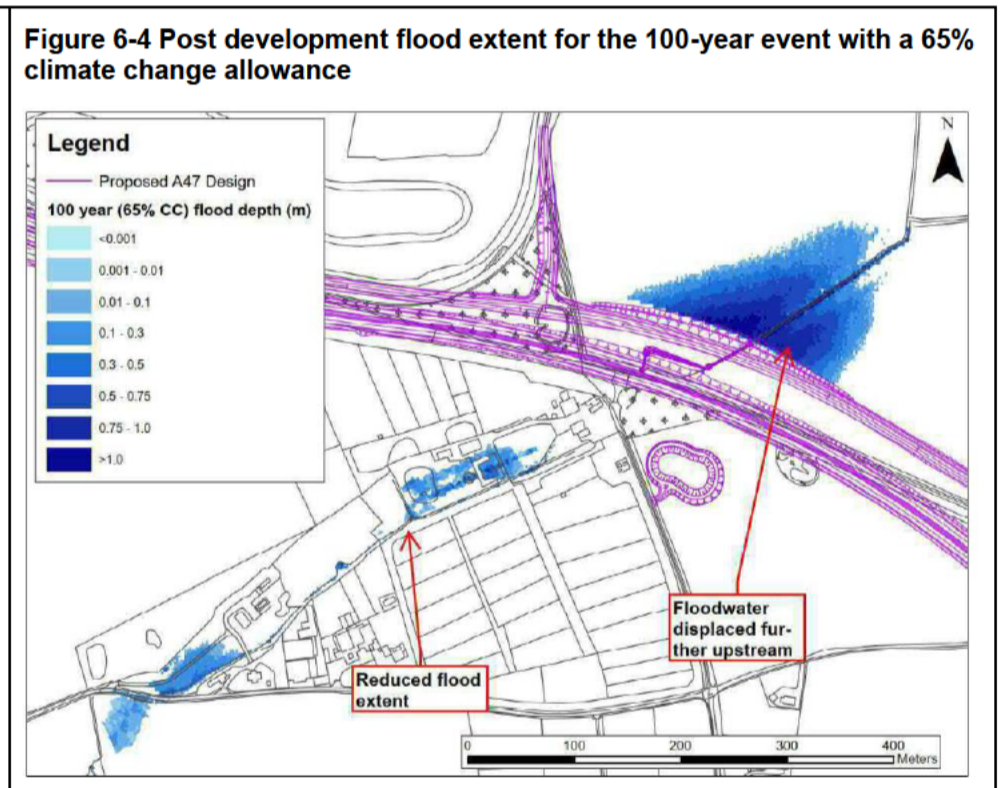 Figure 6-4 Post development flood extent for the 100-year event with a 65%
climate change allowance
Legend
Proposed A47 Design
100 year (65% CC) flood depth (m)
<0.001
0.001 - 0.01
0.01 - 0.1
0.1 - 0.3
0.3 - 0.5
0.5 - 0.75
0.75 - 1.0
>1.0
N
Floodwater
displaced fur-
ther upstream
Reduced flood
extent
0 100 200 300 400
Meters